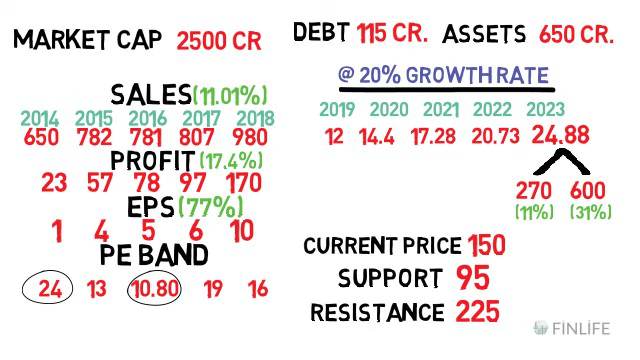 MARKET CAP 2500 CR
SALES(11.01%)
2014 2015 2016 2017 2018
650 782 781 807 980
PROFIT(17.4%)
23 57 78 97 170
EPS(77%)
1 4 5 6 10
PE BAND
24 13 10.80 19 16
DEBT 115 CR. ASSETS 650 CR.
@ 20% GROWTH RATE
2019 2020 2021 2022 2023
12 14.4 17.28 20.73 24.88
270 600
(11%) (31%)
CURRENT PRICE 150
SUPPORT 95
RESISTANCE 225
FINLIFE